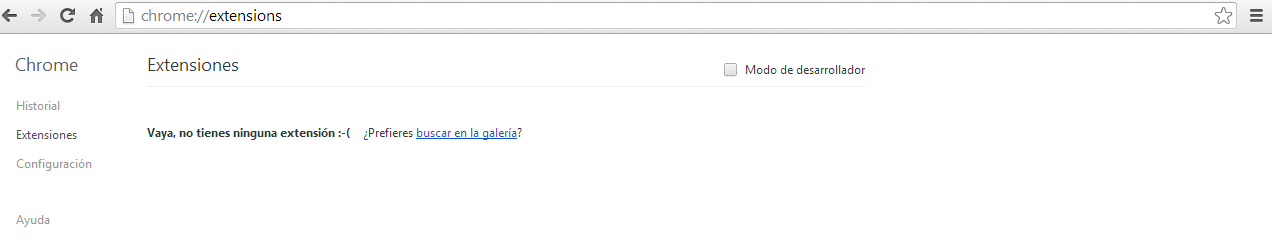 chrome://extensions
Chrome
Extensiones
Modo de desarrollador
Historial
Extensiones
Configuración
Ayuda
Vaya, no tienes ninguna extensión :-( ¿Prefieres buscar en la galería?